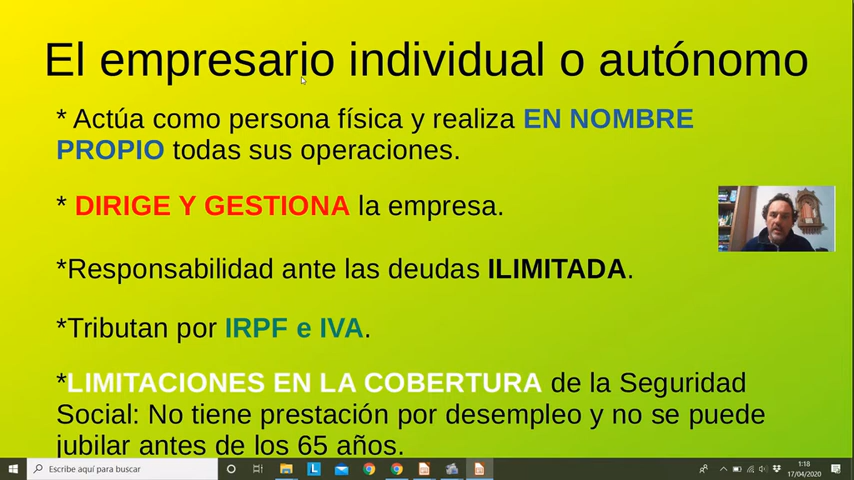 El empresario individual o autónomo
* Actúa como persona física y realiza EN NOMBRE
PROPIO todas sus operaciones.
* DIRIGE Y GESTIONA la empresa.
*Responsabilidad ante las deudas ILIMITADA.
*Tributan por IRPF e IVA.
*LIMITACIONES EN LA COBERTURA de la Seguridad
Social: No tiene prestación por desempleo y no se puede
jubilar antes de los 65 años.
Escribe aquí para buscar
1:18
17/04/2020